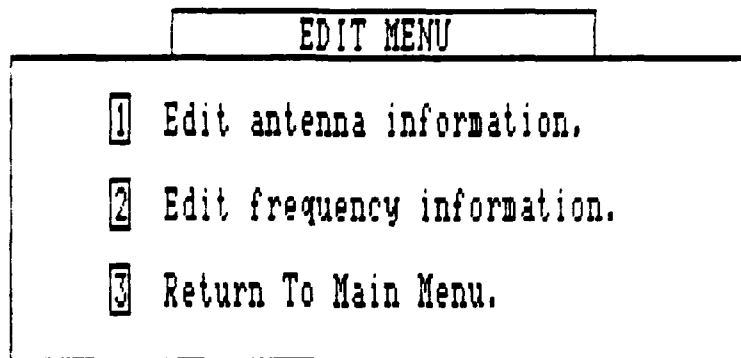 EDIT MENU
1 Edit antenna information.
2 Edit frequency information.
3 Return To Main Menu.